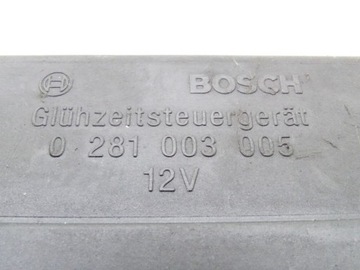 BOSCH
Glühzeitsteuergerät
0 281 003 005
12V